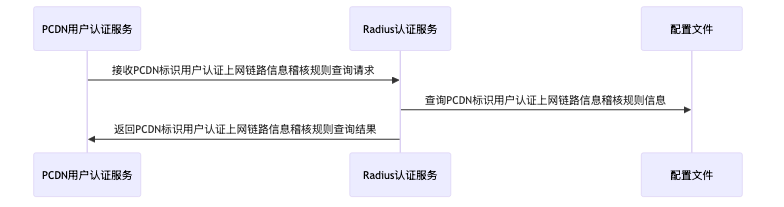 PCDN用户认证服务
Radius认证服务
配置文件
接收PCDN标识用户认证上网链路信息稽核规则查询请求
查询PCDN标识用户认证上网链路信息稽核规则信息
返回PCDN标识用户认证上网链路信息稽核规则查询结果
PCDN用户认证服务
Radius认证服务
配置文件